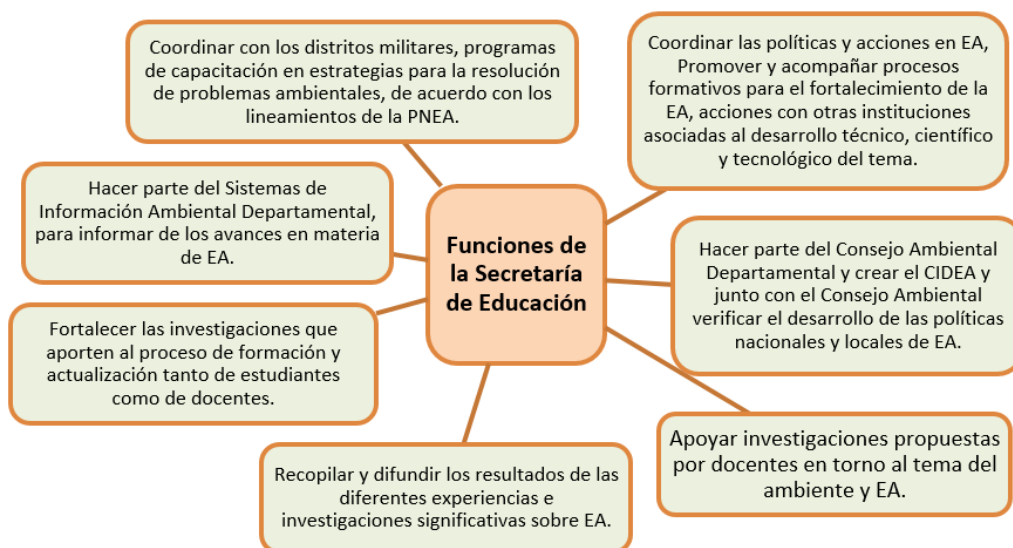 Coordinar con los distritos militares, programas
de capacitación en estrategias para la resolución
de problemas ambientales, de acuerdo con los
lineamientos de la PNEA.
Coordinar las políticas y acciones en EA,
Promover y acompañar procesos
formativos para el fortalecimiento de la
EA, acciones con otras instituciones
asociadas al desarrollo técnico, científico
y tecnológico del tema.
Hacer parte del Sistemas de
Información Ambiental Departamental,
para informar de los avances en materia
de EA.
Funciones de
la Secretaría
de Educación
Hacer parte del Consejo Ambiental
Departamental y crear el CIDEA y
junto con el Consejo Ambiental
verificar el desarrollo de las políticas
nacionales y locales de EA.
Fortalecer las investigaciones que
aporten al proceso de formación y
actualización tanto de estudiantes
como de docentes.
Apoyar investigaciones propuestas
por docentes en torno al tema del
ambiente y EA.
Recopilar y difundir los resultados de las
diferentes experiencias e
investigaciones significativas sobre EA.